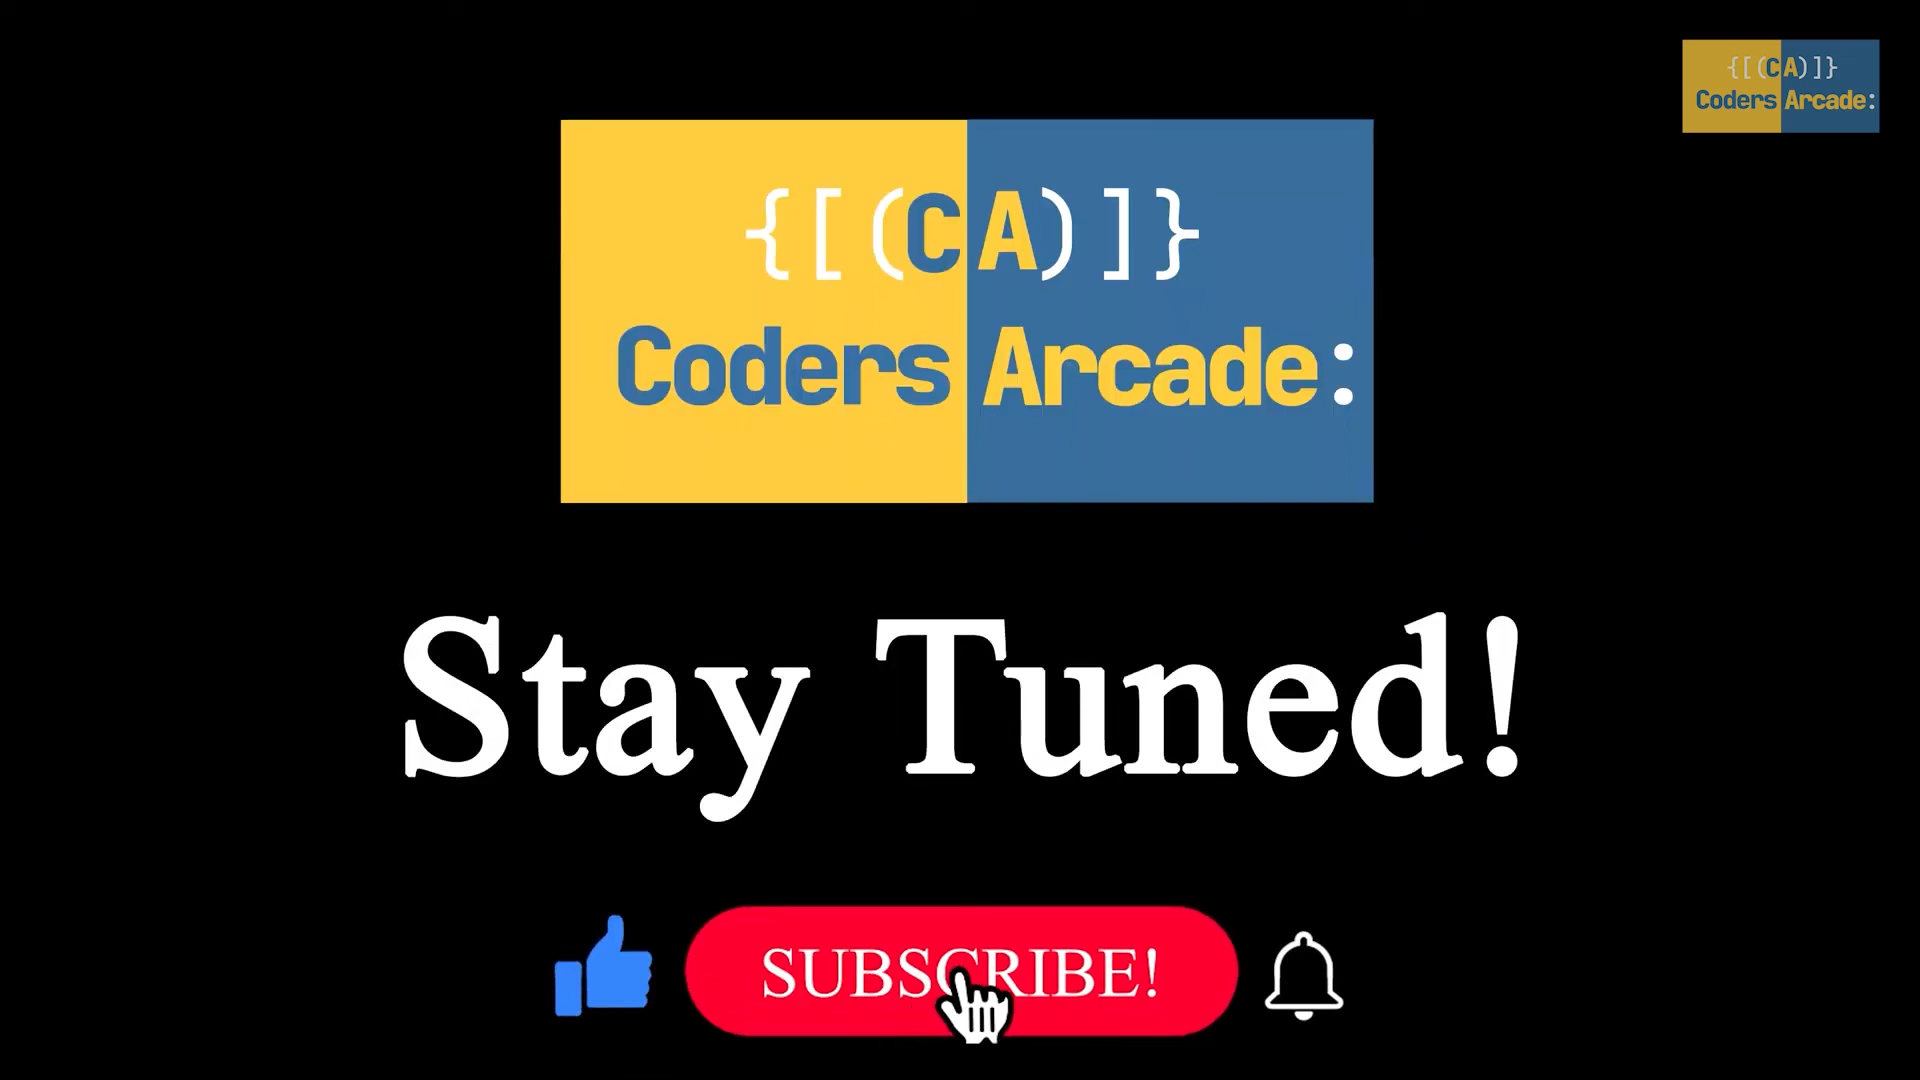 {[(CA)]}
Coders Arcade:
{[(CA)]}
Coders Arcade:
Stay Tuned!
SUBSCRIBE!